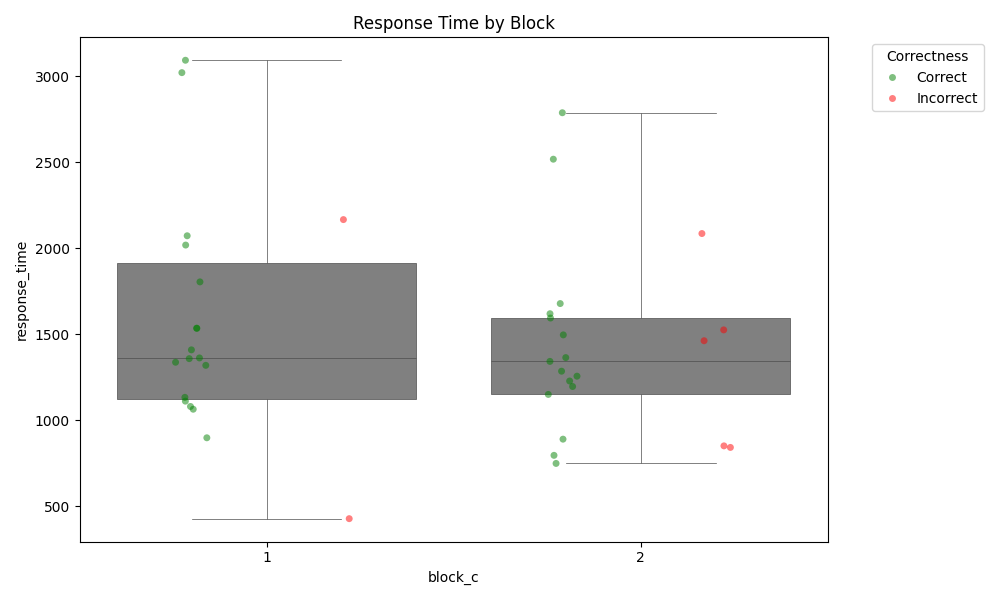 Response Time by Block
Correctness
Correct
Incorrect
response_time
3000
2500
2000
1500
1000
500
1
2
block_c